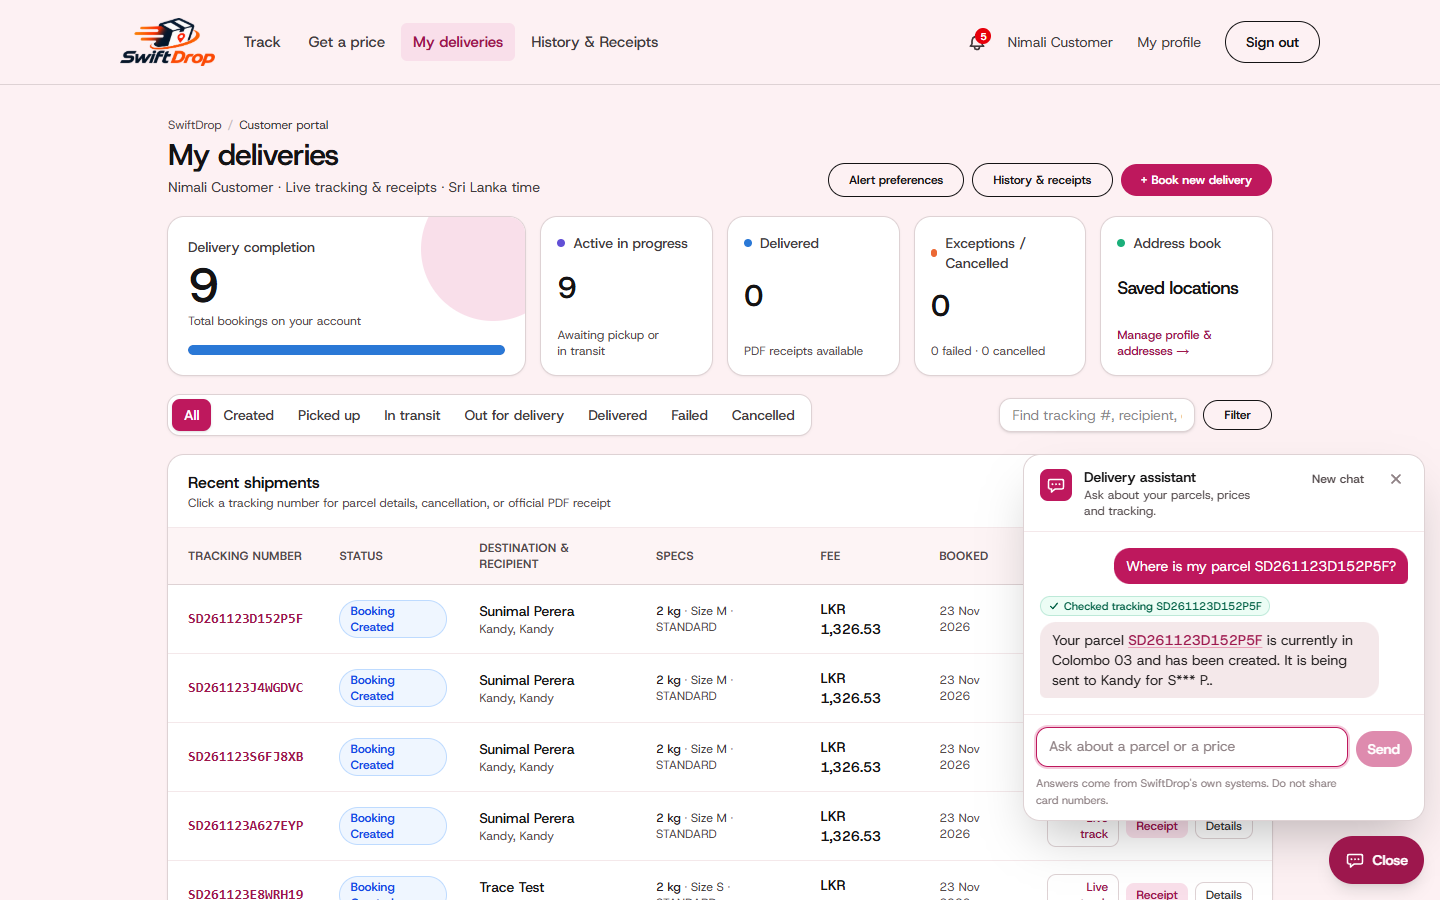 SwiftDrop
Track
Get a price
My deliveries
History & Receipts
5
Nimali Customer
My profile
Sign out
SwiftDrop / Customer portal
My deliveries
Nimali Customer · Live tracking & receipts · Sri Lanka time
Alert preferences
History & receipts
+ Book new delivery
Delivery completion
9
Total bookings on your account
Active in progress
9
Awaiting pickup or
in transit
Delivered
0
PDF receipts available
Exceptions /
Cancelled
0
0 failed · 0 cancelled
Address book
Saved locations
Manage profile &
addresses →
All
Created
Picked up
In transit
Out for delivery
Delivered
Failed
Cancelled
Find tracking #, recipient,
Filter
Recent shipments
Click a tracking number for parcel details, cancellation, or official PDF receipt
TRACKING NUMBER
STATUS
DESTINATION &
RECIPIENT
SPECS
FEE
BOOKED
SD261123D152P5F
Booking
Created
Sunimal Perera
Kandy, Kandy
2 kg · Size M ·
STANDARD
LKR
1,326.53
23 Nov
2026
SD261123J4WGDVC
Booking
Created
Sunimal Perera
Kandy, Kandy
2 kg · Size M ·
STANDARD
LKR
1,326.53
23 Nov
2026
SD261123S6FJ8XB
Booking
Created
Sunimal Perera
Kandy, Kandy
2 kg · Size M ·
STANDARD
LKR
1,326.53
23 Nov
2026
SD261123A627EYP
Booking
Created
Sunimal Perera
Kandy, Kandy
2 kg · Size M ·
STANDARD
LKR
1,326.53
23 Nov
2026
track
Receipt
Details
SD261123E8WRH19
Booking
Trace Test
2 kg · Size S ·
LKR
23 Nov
Live
Receipt
Details
Delivery assistant
Ask about your parcels, prices
and tracking.
New chat
Where is my parcel SD261123D152P5F?
Checked tracking SD261123D152P5F
Your parcel SD261123D152P5F is currently in
Colombo 03 and has been created. It is being
sent to Kandy for S*** P..
Ask about a parcel or a price
Send
Answers come from SwiftDrop's own systems. Do not share
card numbers.
Close